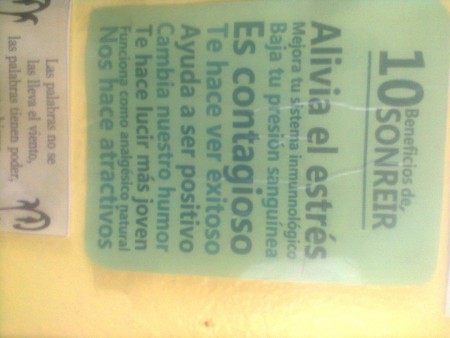 10 Beneficios de,
SONREIR
Alivia el estrés
Mejora tu sistema inmunnológico
Baja tu presión sanguínea
Es contagioso
Te hace ver exitoso
Ayuda a ser positivo
Cambia nuestro humor
Te hace lucir más joven
Funciona como analgésico natural
Nos hace atractivos
Las palabras no se
las lleva el viento,
las palabras tienen poder,